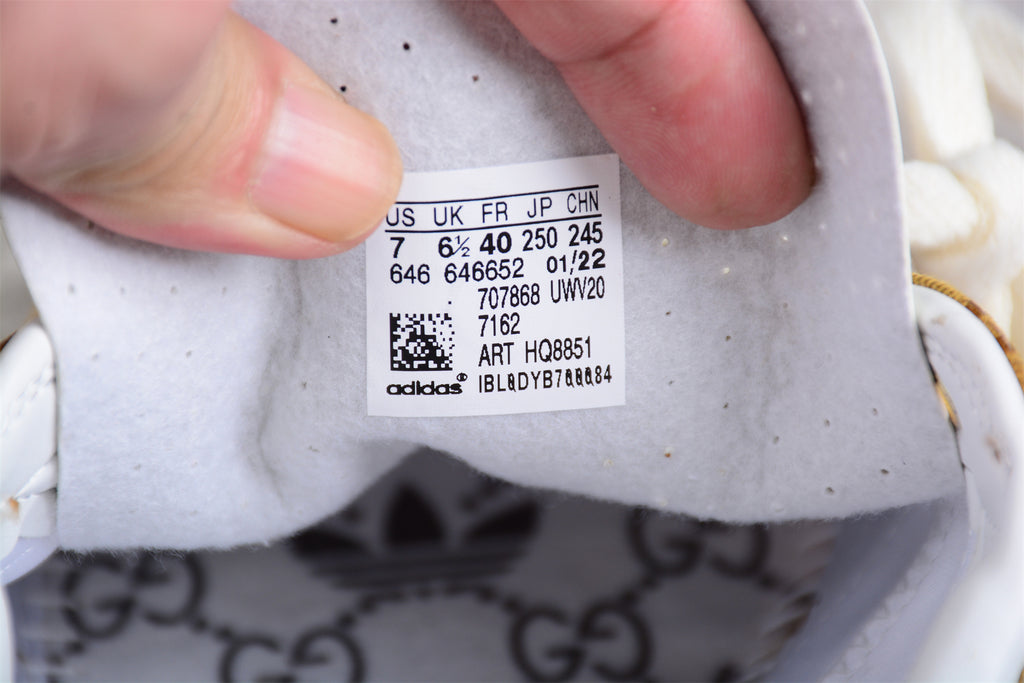 US UK FR JP CHN
7 6½ 40 250 245
646 646652 01/22
707868 UWV20
7162
ART HQ8851
adidas®